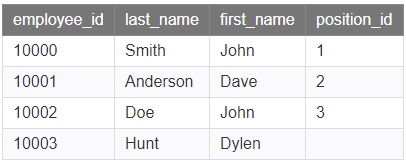 employee_id last_name first_name position_id
10000 Smith John 1
10001 Anderson Dave 2
10002 Doe John 3
10003 Hunt Dylen